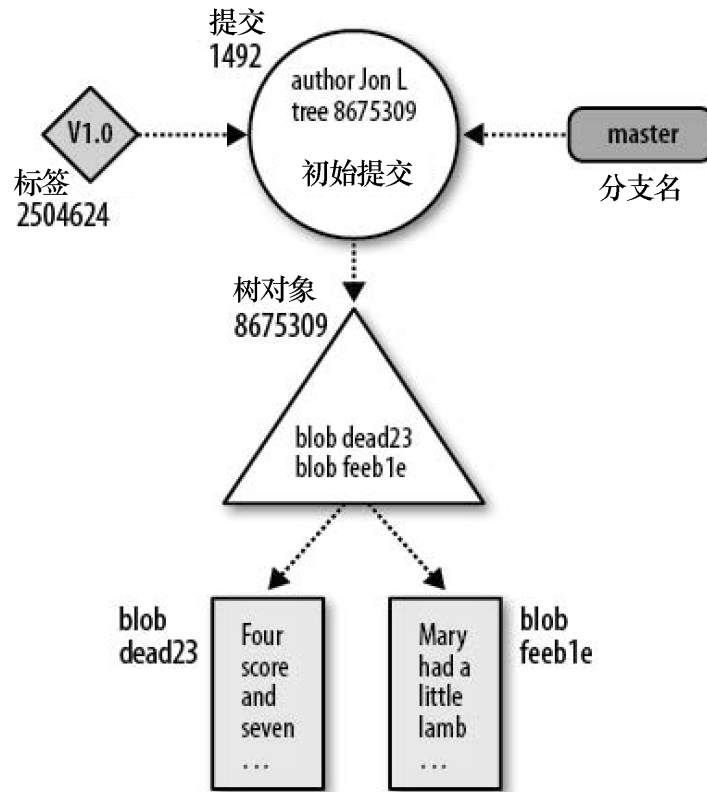 提交
1492
author Jon L
tree 8675309
初始提交
V1.0
标签
2504624
master
分支名
树对象
8675309
blob dead23
blob feeb1e
blob
dead23
Four
score
and
seven
...
Mary
had a
little
lamb
...
blob
feeb1e